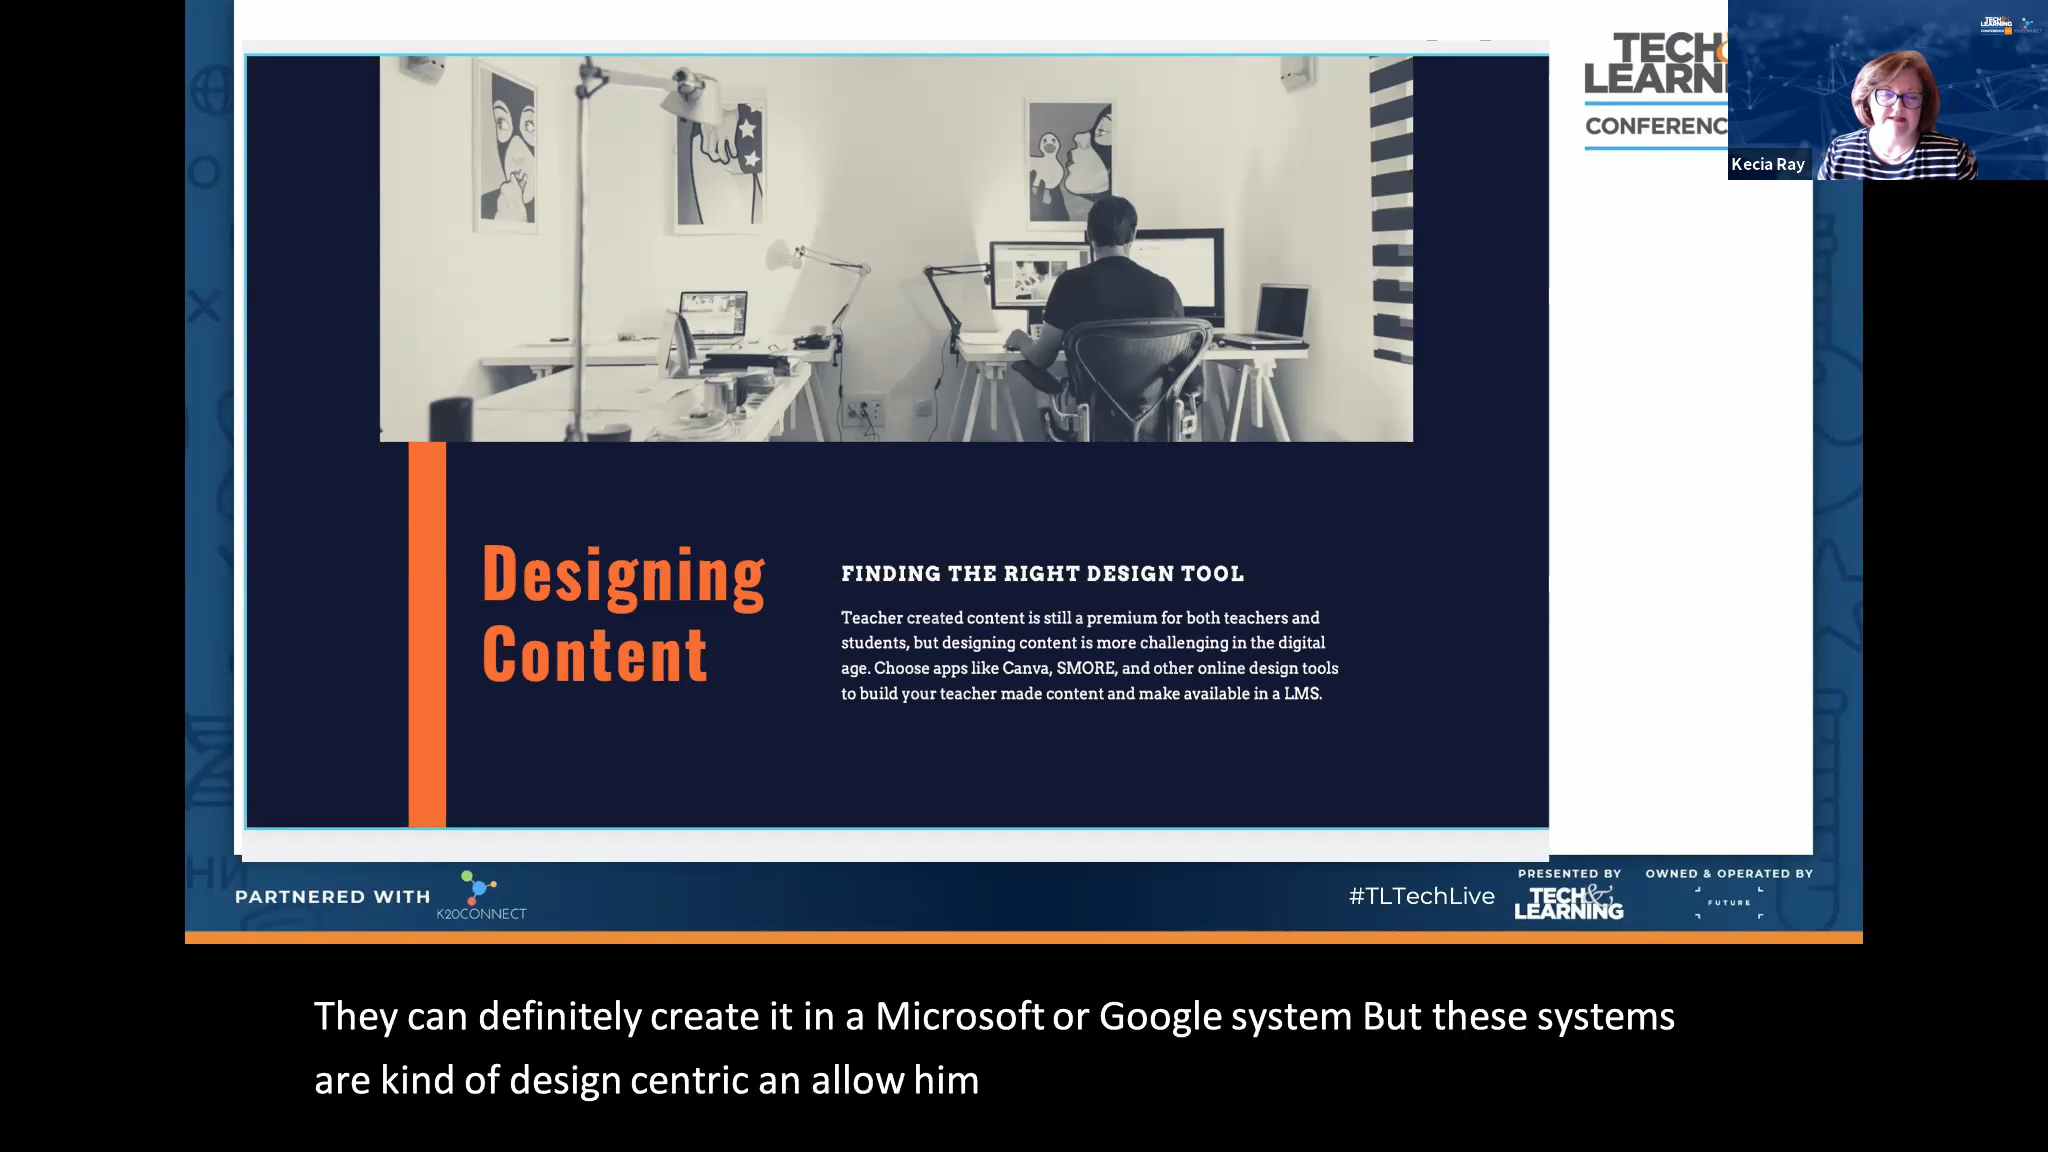 TECH
LEARN
CONFERENC
TECH&
LEARNING
CONFERENCE
Kecia Ray
Designing
Content
FINDING THE RIGHT DESIGN TOOL
Teacher created content is still a premium for both teachers and
students, but designing content is more challenging in the digital
age. Choose apps like Canva, SMORE, and other online design tools
to build your teacher made content and make available in a LMS.
PARTNERED WITH
K20CONNECT
#TLTechLive
PRESENTED BY
TECH&
LEARNING
OWNED & OPERATED BY
FUTURE
They can definitely create it in a Microsoft or Google system But these systems
are kind of design centric an allow him